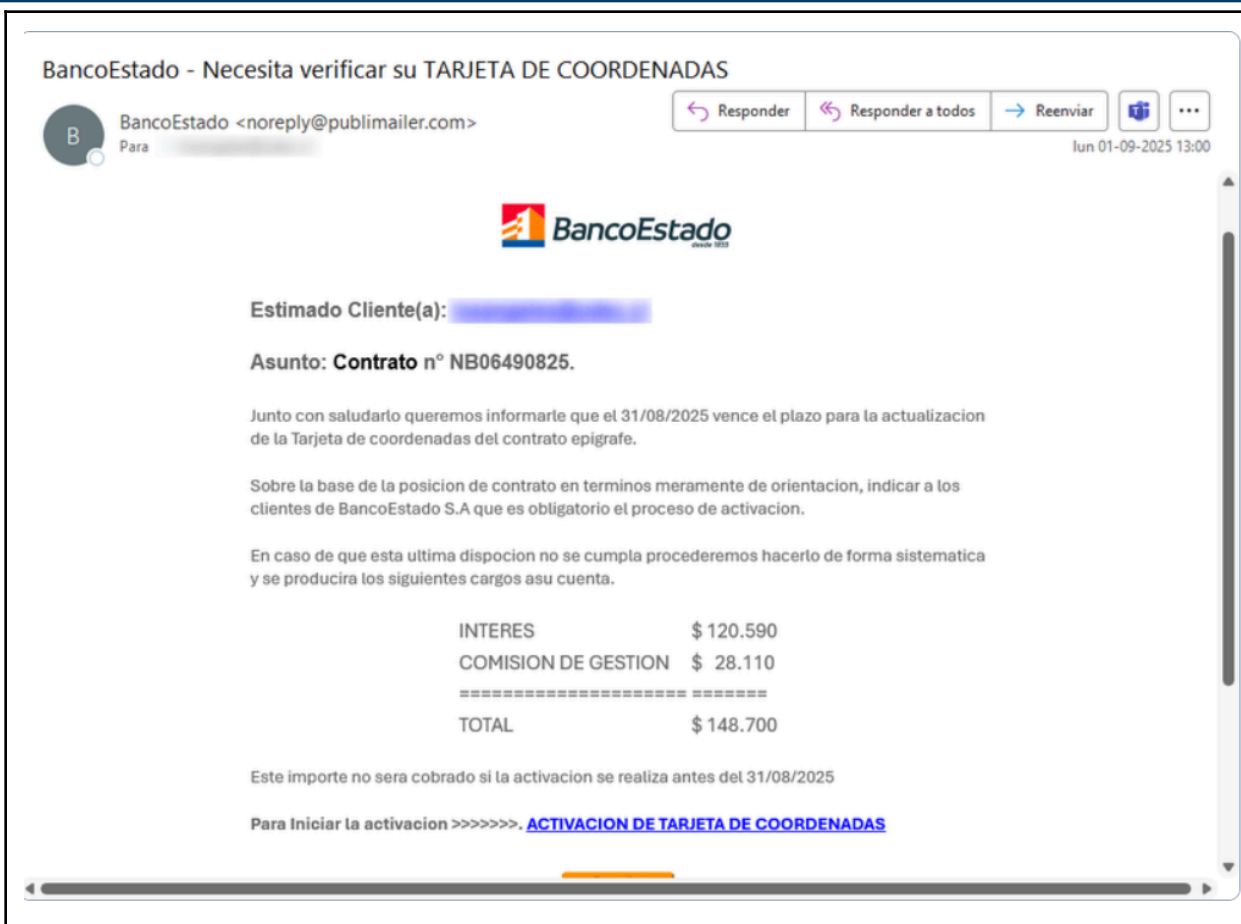 BancoEstado - Necesita verificar su TARJETA DE COORDENADAS
B
BancoEstado <noreply@publimailer.com>
Para
Responder
Responder a todos
Reenviar
lun 01-09-2025 13:00
BancoEstado
desde 1855
Estimado Cliente(a):
Asunto: Contrato n° NB06490825.
Junto con saludarlo queremos informarle que el 31/08/2025 vence el plazo para la actualizacion
de la Tarjeta de coordenadas del contrato epigrafe.
Sobre la base de la posicion de contrato en terminos meramente de orientacion, indicar a los
clientes de BancoEstado S.A que es obligatorio el proceso de activacion.
En caso de que esta ultima dispocion no se cumpla procederemos hacerlo de forma sistematica
y se producira los siguientes cargos asu cuenta.
INTERES $ 120.590
COMISION DE GESTION $ 28.110
===================== =======
TOTAL $ 148.700
Este importe no sera cobrado si la activacion se realiza antes del 31/08/2025
Para Iniciar la activacion >>>>>>>. ACTIVACION DE TARJETA DE COORDENADAS